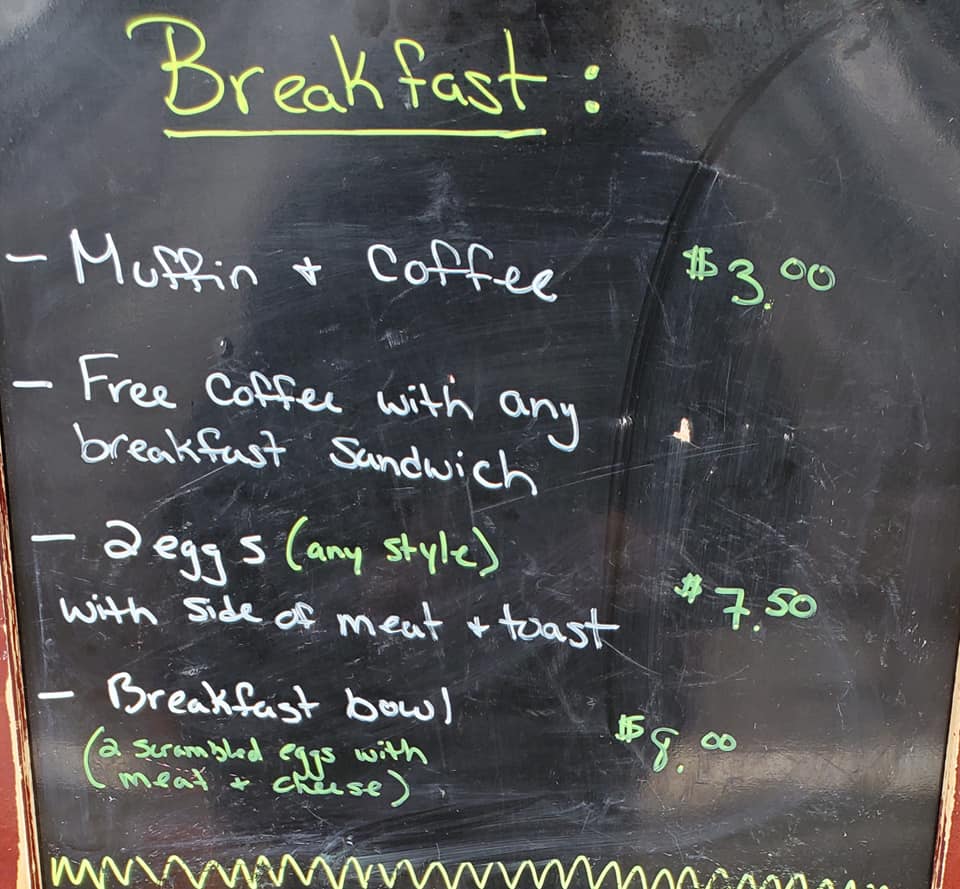 Breakfast:
- Muffin + Coffee $3.00
- Free Coffee with any
breakfast Sandwich
- 2 eggs (any style)
with side of meat + toast $7.50
- Breakfast bowl
(2 scrambled eggs with $8.00
meat + cheese)